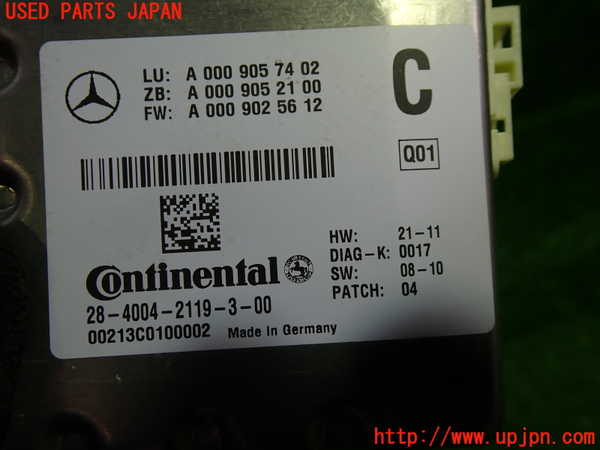 USED PARTS JAPAN
LU: A 000 905 74 02
ZB: A 000 905 21 00
FW: A 000 902 56 12
C
Q01
HW: 21-11
DIAG-K: 0017
SW: 08-10
PATCH: 04
Continental
28-4004-2119-3-00
00213C0100002 Made in Germany
http://www.upjpn.com/